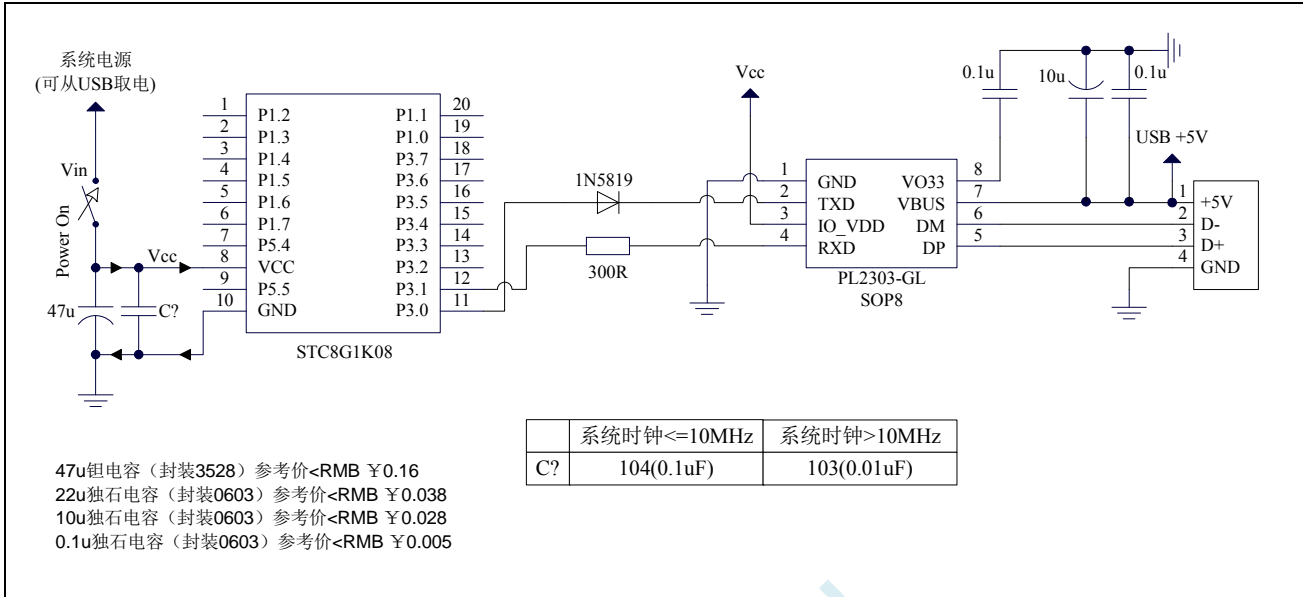 系统电源
(可从USB取电)
Vin
Power On
Vcc
47u
C?
1 P1.2
2 P1.3
3 P1.4
4 P1.5
5 P1.6
6 P1.7
7 P5.4
8 VCC
9 P5.5
10 GND
P1.1 20
P1.0 19
P3.7 18
P3.6 17
P3.5 16
P3.4 15
P3.3 14
P3.2 13
P3.1 12
P3.0 11
STC8G1K08
1N5819
300R
Vcc
1 GND
2 TXD
3 IO_VDD
4 RXD
VO33 8
VBUS 7
DM 6
DP 5
PL2303-GL
SOP8
0.1u
10u
0.1u
USB +5V
1 +5V
2 D-
3 D+
4 GND
系统时钟<=10MHz 系统时钟>10MHz
C? 104(0.1uF) 103(0.01uF)
47u钽电容（封装3528）参考价<RMB ￥0.16
22u独石电容（封装0603）参考价<RMB ￥0.038
10u独石电容（封装0603）参考价<RMB ￥0.028
0.1u独石电容（封装0603）参考价<RMB ￥0.005